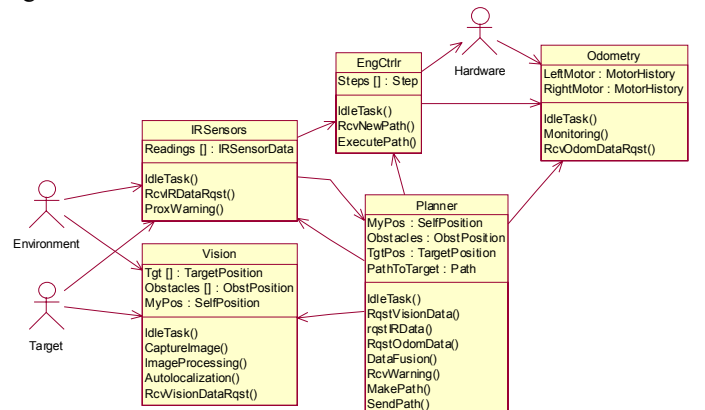 EngCtrlr
Steps [] : Step
IdleTask()
RcvNewPath()
ExecutePath()
Hardware
Odometry
LeftMotor : MotorHistory
RightMotor : MotorHistory
IdleTask()
Monitoring()
RcvOdomDataRqst()
IRSensors
Readings [] : IRSensorData
IdleTask()
RcvIRDataRqst()
ProxWarning()
Environment
Target
Vision
Tgt [] : TargetPosition
Obstacles [] : ObstPosition
MyPos : SelfPosition
IdleTask()
CaptureImage()
ImageProcessing()
Autolocalization()
RcvVisionDataRqst()
Planner
MyPos : SelfPosition
Obstacles : ObstPosition
TgtPos : TargetPosition
PathToTarget : Path
IdleTask()
RqstVisionData()
rqstIRData()
RqstOdomData()
DataFusion()
RcvWarning()
MakePath()
SendPath()